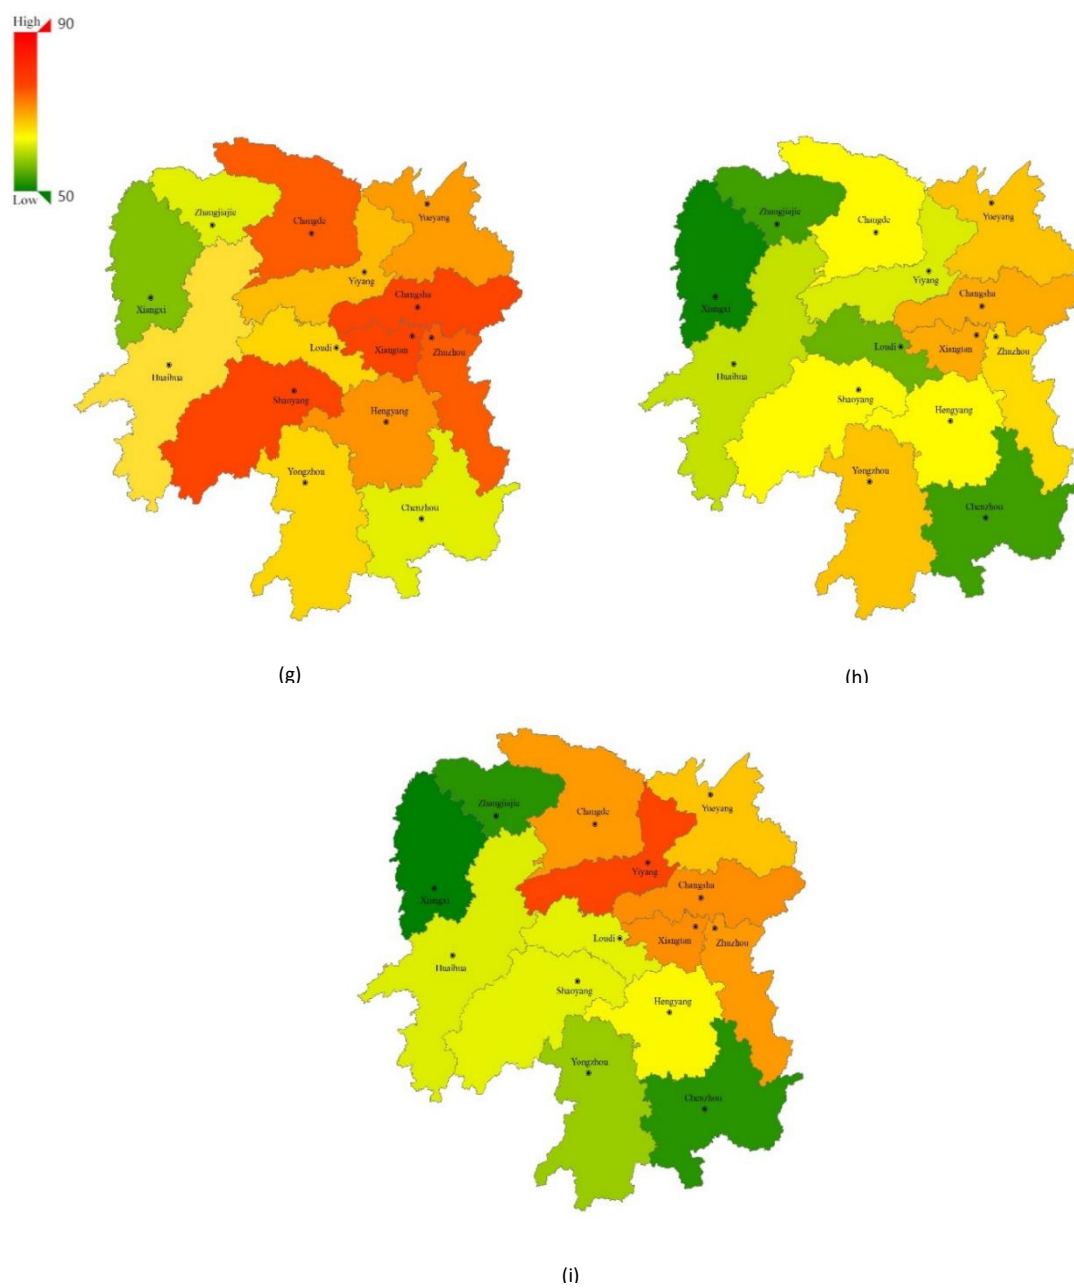 High 90
Low 50
Zhangjiajie
Changde
Yueyang
Yiyang
Xiangxi
Changsha
Loudi
Xiangtan
Zhuzhou
Huaihua
Shaoyang
Hengyang
Yongzhou
Chenzhou
(g)
Zhangjiajie
Changde
Yueyang
Yiyang
Xiangxi
Changsha
Loudi
Xiangtan
Zhuzhou
Huaihua
Shaoyang
Hengyang
Yongzhou
Chenzhou
(h)
Zhangjiajie
Changde
Yueyang
Yiyang
Xiangxi
Changsha
Loudi
Xiangtan
Zhuzhou
Huaihua
Shaoyang
Hengyang
Yongzhou
Chenzhou
(i)